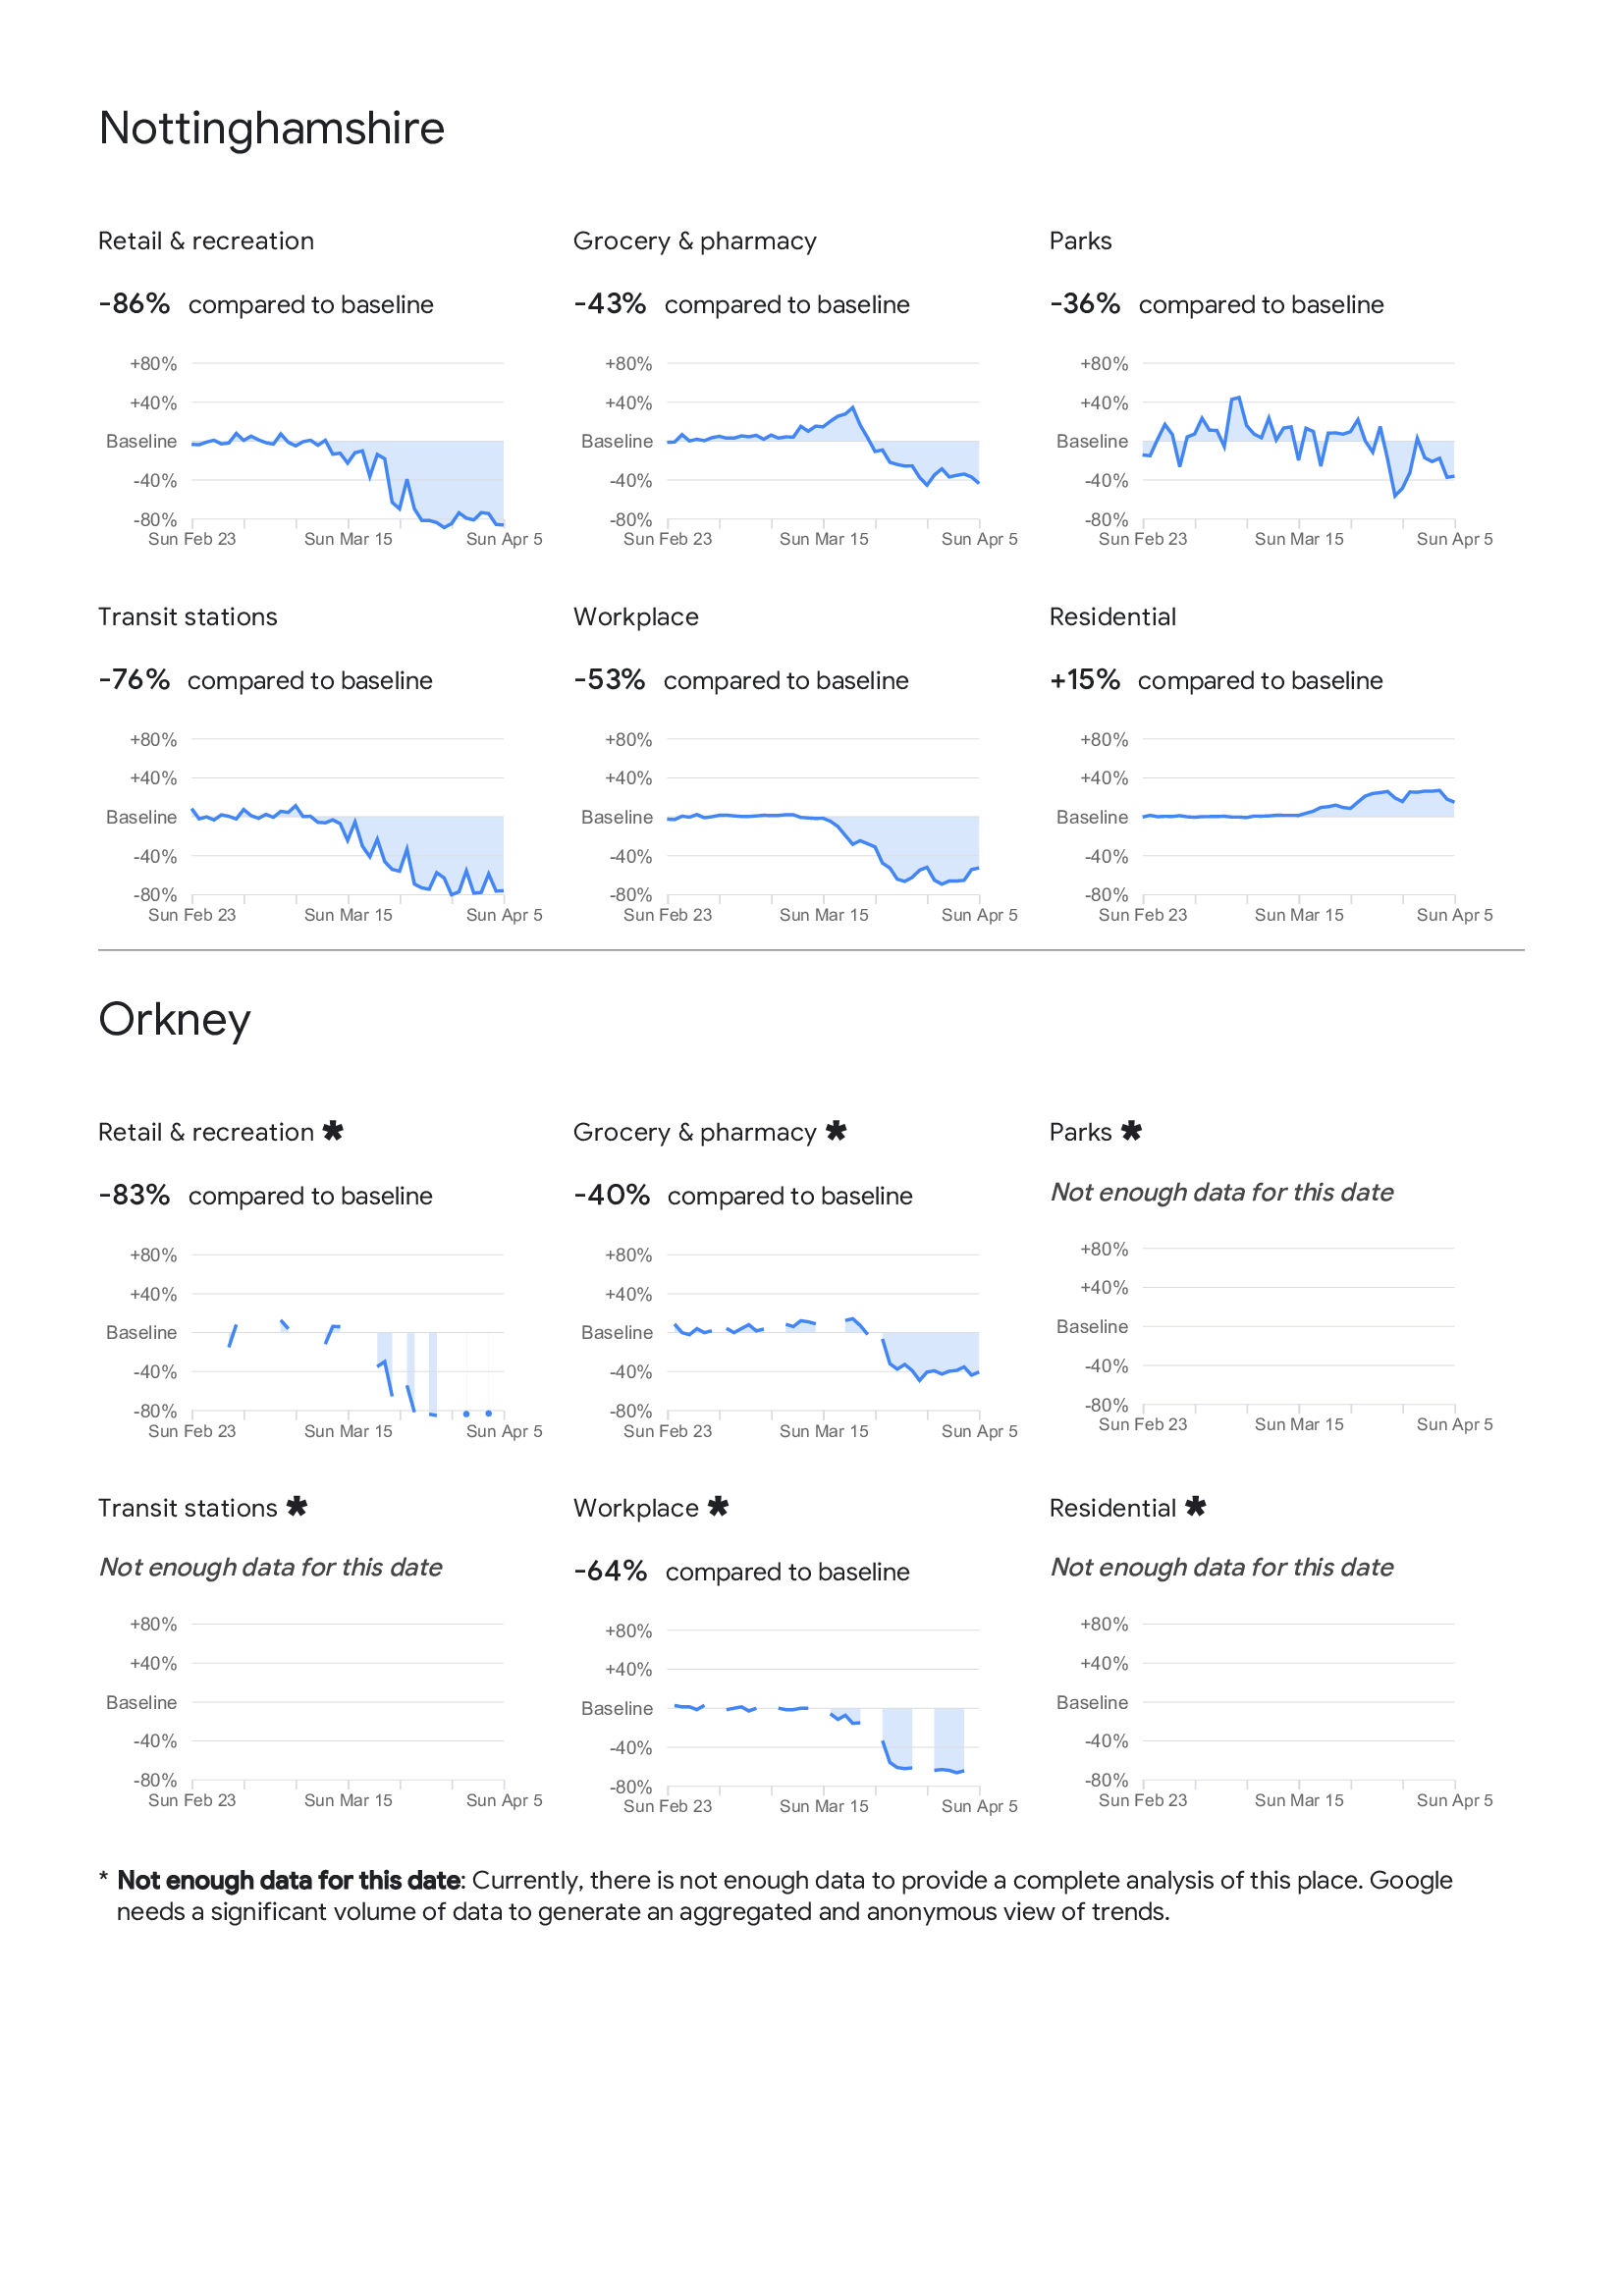 Nottinghamshire
Retail & recreation
Grocery & pharmacy
Parks
-86% compared to baseline
-43% compared to baseline
-36% compared to baseline
+80%
+40%
Baseline
-40%
-80%
Sun Feb 23
Sun Mar 15
Sun Apr 5
+80%
+40%
Baseline
-40%
-80%
Sun Feb 23
Sun Mar 15
Sun Apr 5
+80%
+40%
Baseline
-40%
-80%
Sun Feb 23
Sun Mar 15
Sun Apr 5
Transit stations
Workplace
Residential
-76% compared to baseline
-53% compared to baseline
+15% compared to baseline
+80%
+40%
Baseline
-40%
-80%
Sun Feb 23
Sun Mar 15
Sun Apr 5
+80%
+40%
Baseline
-40%
-80%
Sun Feb 23
Sun Mar 15
Sun Apr 5
+80%
+40%
Baseline
-40%
-80%
Sun Feb 23
Sun Mar 15
Sun Apr 5
Orkney
Retail & recreation *
Grocery & pharmacy *
Parks *
-83% compared to baseline
-40% compared to baseline
Not enough data for this date
+80%
+40%
Baseline
-40%
-80%
Sun Feb 23
Sun Mar 15
Sun Apr 5
+80%
+40%
Baseline
-40%
-80%
Sun Feb 23
Sun Mar 15
Sun Apr 5
+80%
+40%
Baseline
-40%
-80%
Sun Feb 23
Sun Mar 15
Sun Apr 5
Transit stations *
Workplace *
Residential *
Not enough data for this date
-64% compared to baseline
Not enough data for this date
+80%
+40%
Baseline
-40%
-80%
Sun Feb 23
Sun Mar 15
Sun Apr 5
+80%
+40%
Baseline
-40%
-80%
Sun Feb 23
Sun Mar 15
Sun Apr 5
+80%
+40%
Baseline
-40%
-80%
Sun Feb 23
Sun Mar 15
Sun Apr 5
* Not enough data for this date: Currently, there is not enough data to provide a complete analysis of this place. Google
needs a significant volume of data to generate an aggregated and anonymous view of trends.